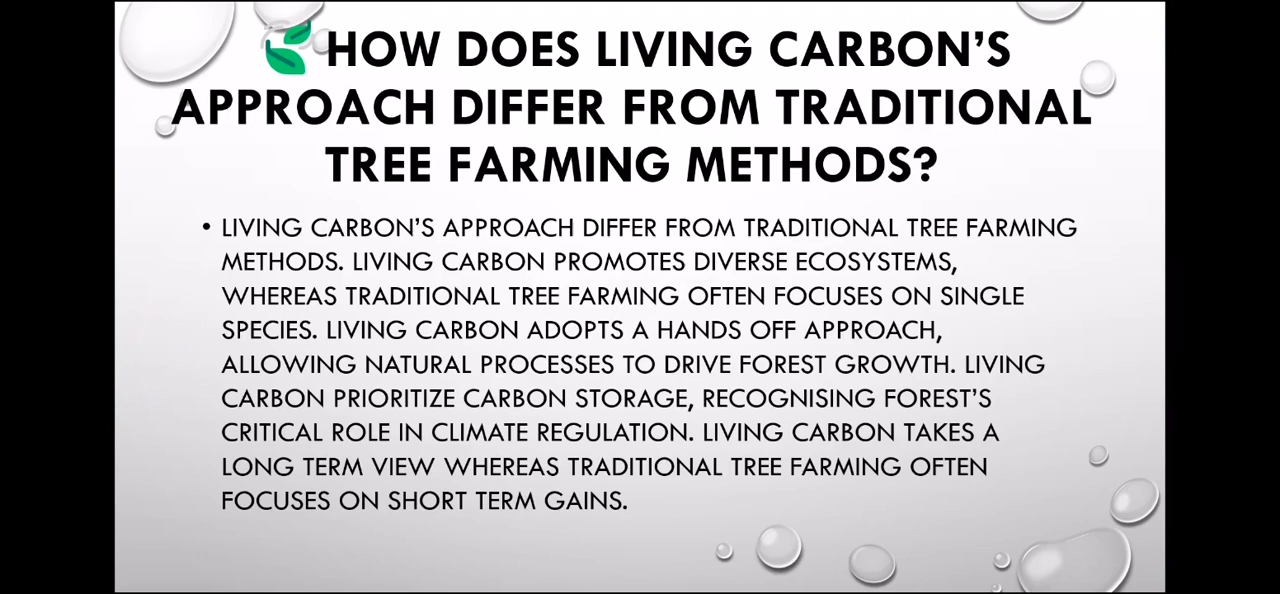 HOW DOES LIVING CARBON'S
APPROACH DIFFER FROM TRADITIONAL
TREE FARMING METHODS?
• LIVING CARBON'S APPROACH DIFFER FROM TRADITIONAL TREE FARMING
METHODS. LIVING CARBON PROMOTES DIVERSE ECOSYSTEMS,
WHEREAS TRADITIONAL TREE FARMING OFTEN FOCUSES ON SINGLE
SPECIES. LIVING CARBON ADOPTS A HANDS OFF APPROACH,
ALLOWING NATURAL PROCESSES TO DRIVE FOREST GROWTH. LIVING
CARBON PRIORITIZE CARBON STORAGE, RECOGNISING FOREST'S
CRITICAL ROLE IN CLIMATE REGULATION. LIVING CARBON TAKES A
LONG TERM VIEW WHEREAS TRADITIONAL TREE FARMING OFTEN
FOCUSES ON SHORT TERM GAINS.